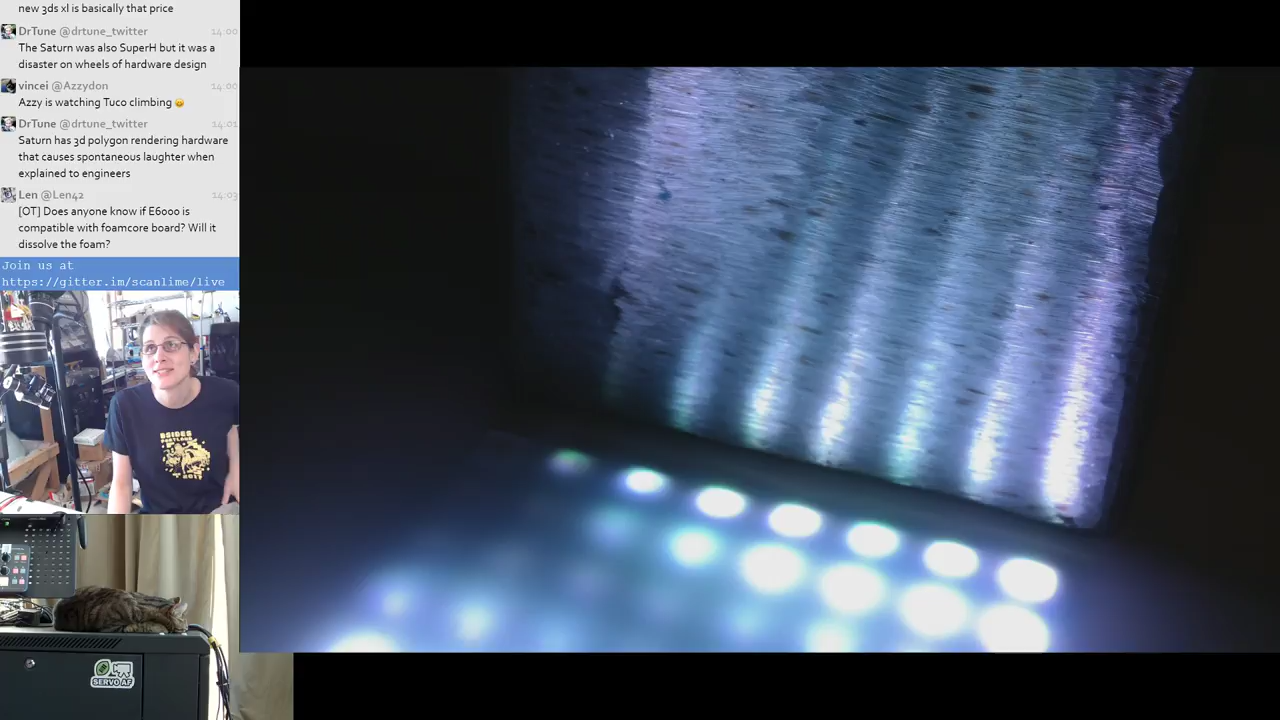 new 3ds xl is basically that price
DrTune @drtune_twitter 14:00
The Saturn was also SuperH but it was a
disaster on wheels of hardware design
vincei @Azzydon 14:00
Azzy is watching Tuco climbing
DrTune @drtune_twitter 14:01
Saturn has 3d polygon rendering hardware
that causes spontaneous laughter when
explained to engineers
Len @Len42 14:03
[OT] Does anyone know if E6000 is
compatible with foamcore board? Will it
dissolve the foam?
Join us at
https://gitter.im/scanlime/live
BSIDES
PORTLAND
SERVO AF